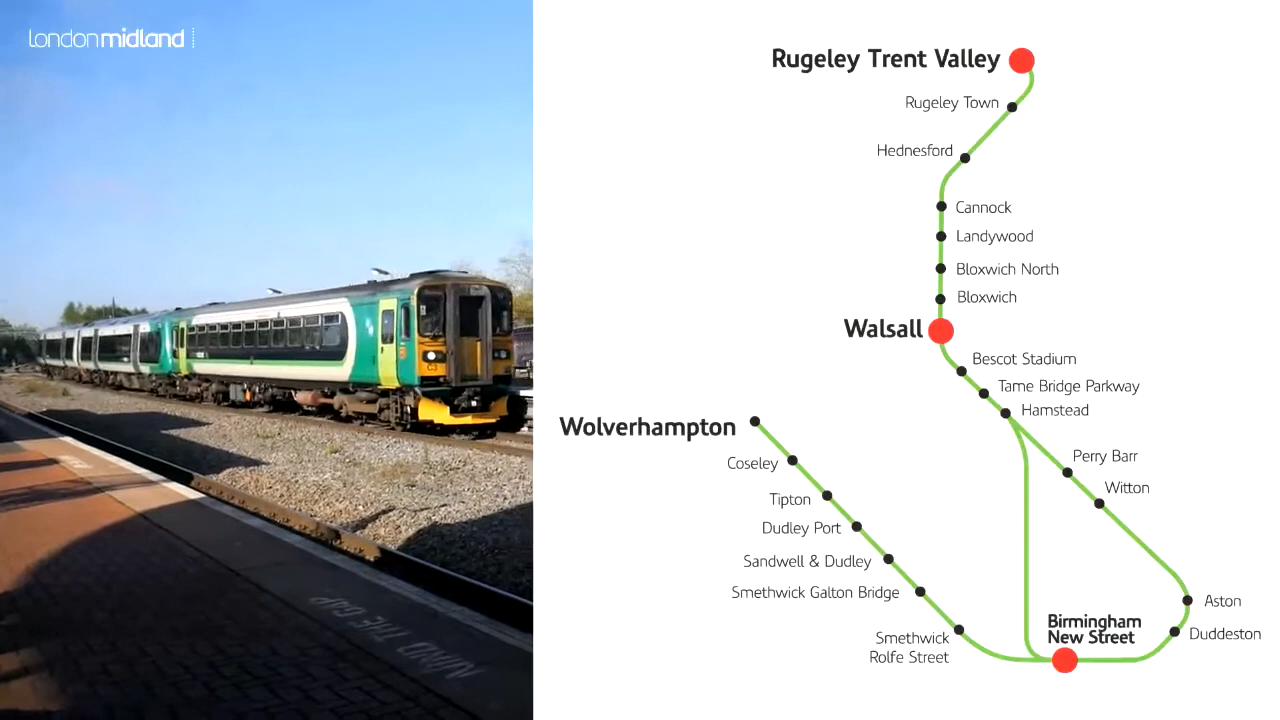 londonmidland
MIND THE GAP
Rugeley Trent Valley
Rugeley Town
Hednesford
Cannock
Landywood
Bloxwich North
Bloxwich
Walsall
Bescot Stadium
Tame Bridge Parkway
Hamstead
Wolverhampton
Coseley
Tipton
Dudley Port
Sandwell & Dudley
Smethwick Galton Bridge
Smethwick
Rolfe Street
Perry Barr
Witton
Aston
Duddeston
Birmingham
New Street